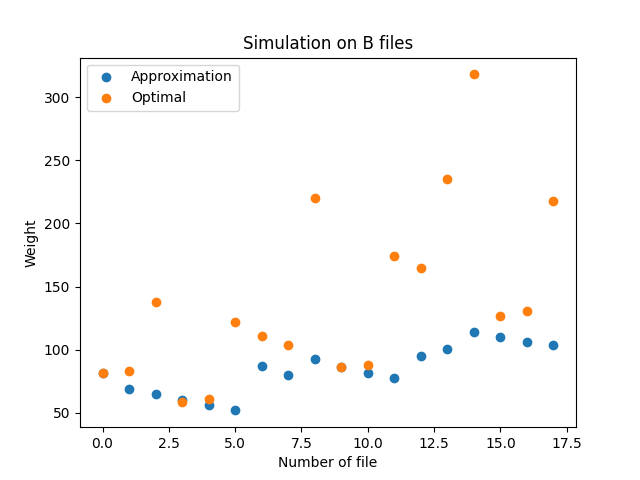 Simulation on B files
Approximation
Optimal
300
250
200
150
100
50
Weight
0.0 2.5 5.0 7.5 10.0 12.5 15.0 17.5
Number of file